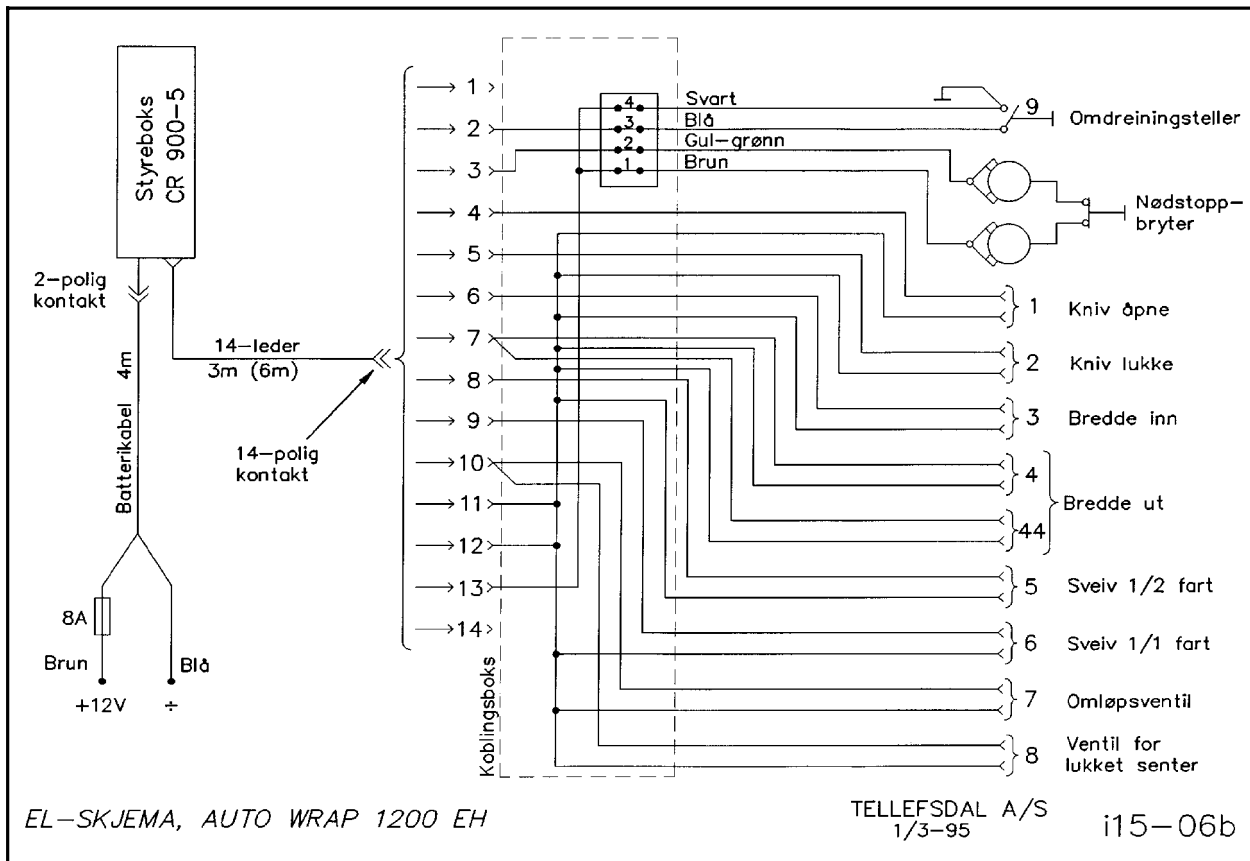 Styreboks
CR 900-5
2-polig
kontakt
Batterikabel 4m
8A
Brun
Blå
+12V
÷
14-leder
3m (6m)
14-polig
kontakt
1
2
3
4
5
6
7
8
9
10
11
12
13
14
Koblingsboks
4
3
2
1
Svart
Blå
Gul-grønn
Brun
9 Omdreiningsteller
Nødstopp-
bryter
1 Kniv åpne
2 Kniv lukke
3 Bredde inn
4
Bredde ut
44
5 Sveiv 1/2 fart
6 Sveiv 1/1 fart
7 Omløpsventil
8 Ventil for
lukket senter
EL-SKJEMA, AUTO WRAP 1200 EH
TELLEFSDAL A/S
1/3-95
i15-06b